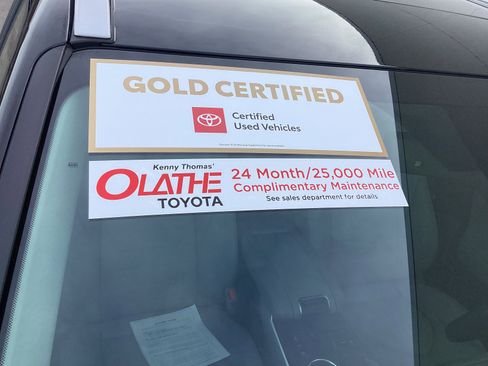 GOLD CERTIFIED
Certified
Used Vehicles
Kenny Thomas'
OLATHE
TOYOTA
24 Month/25,000 Mile
Complimentary Maintenance
See sales department for details